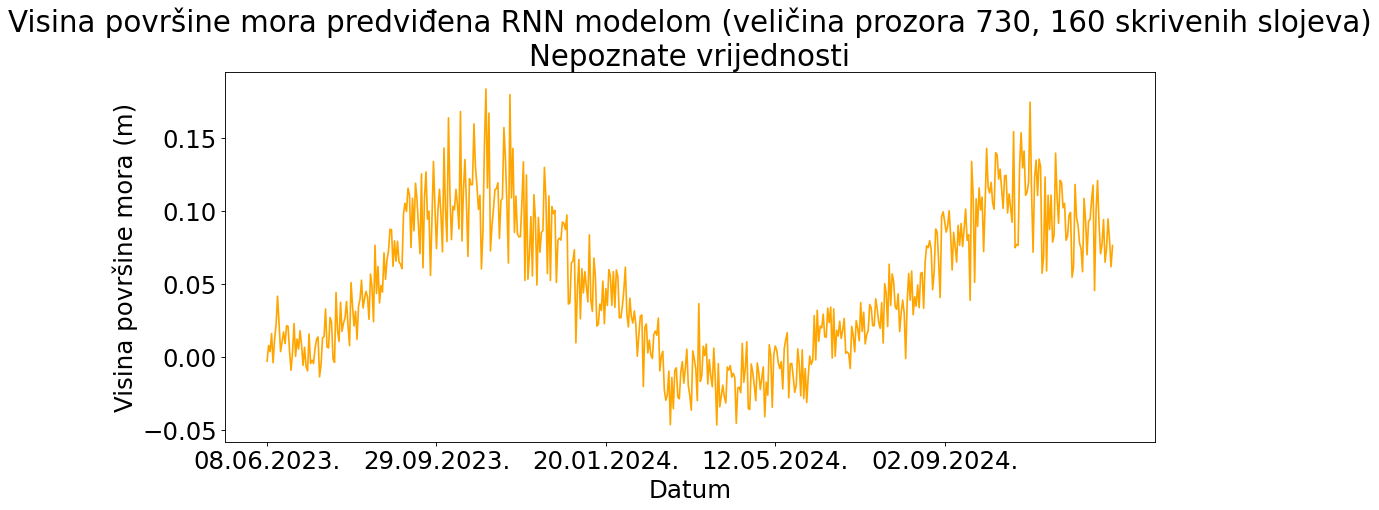 Visina površine mora predviđena RNN modelom (veličina prozora 730, 160 skrivenih slojeva)
Nepoznate vrijednosti
Visina površine mora (m)
0.15
0.10
0.05
0.00
−0.05
08.06.2023. 29.09.2023. 20.01.2024. 12.05.2024. 02.09.2024.
Datum